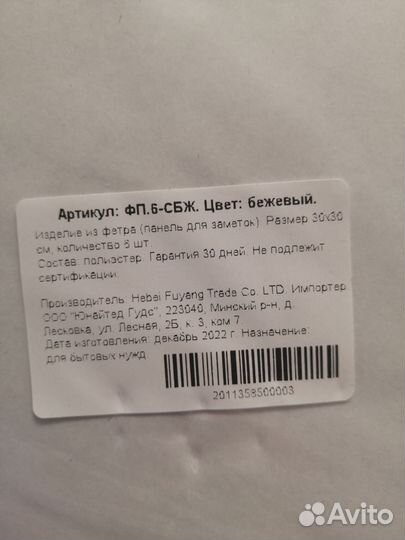 Артикул: ФП.6-СБЖ. Цвет: бежевый.
Изделие из фетра (панель для заметок). Размер 30х30
см, количество 6 шт.
Состав: полиэстер. Гарантия 30 дней. Не подлежит
сертификации.
Производитель: Hebei Fuyang Trade Co. LTD. Импортер
ООО "Юнайтед Гудс", 223040, Минский р-н, д.
Лесковка, ул. Лесная, 2Б, к. 3, ком 7.
Дата изготовления: декабрь 2022 г. Назначение:
для бытовых нужд
2011358500003
Avito